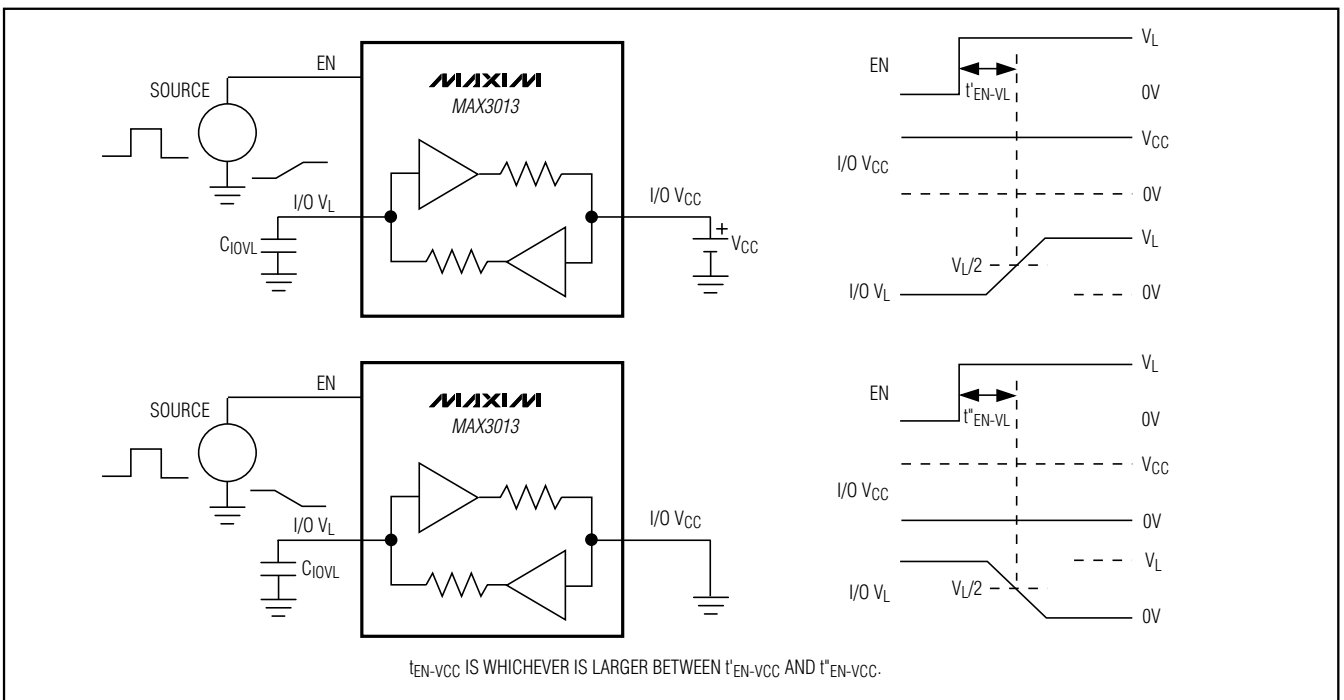 EN
SOURCE
MAXIM
MAX3013
I/O VL
CIOVL
I/O VCC
+
VCC
EN
t'EN-VL
VL
0V
I/O VCC
VCC
0V
I/O VL
VL/2
VL
0V
EN
SOURCE
MAXIM
MAX3013
I/O VL
CIOVL
I/O VCC
EN
t"EN-VL
VL
0V
I/O VCC
VCC
0V
I/O VL
VL/2
VL
0V
tEN-VCC IS WHICHEVER IS LARGER BETWEEN t'EN-VCC AND t"EN-VCC.